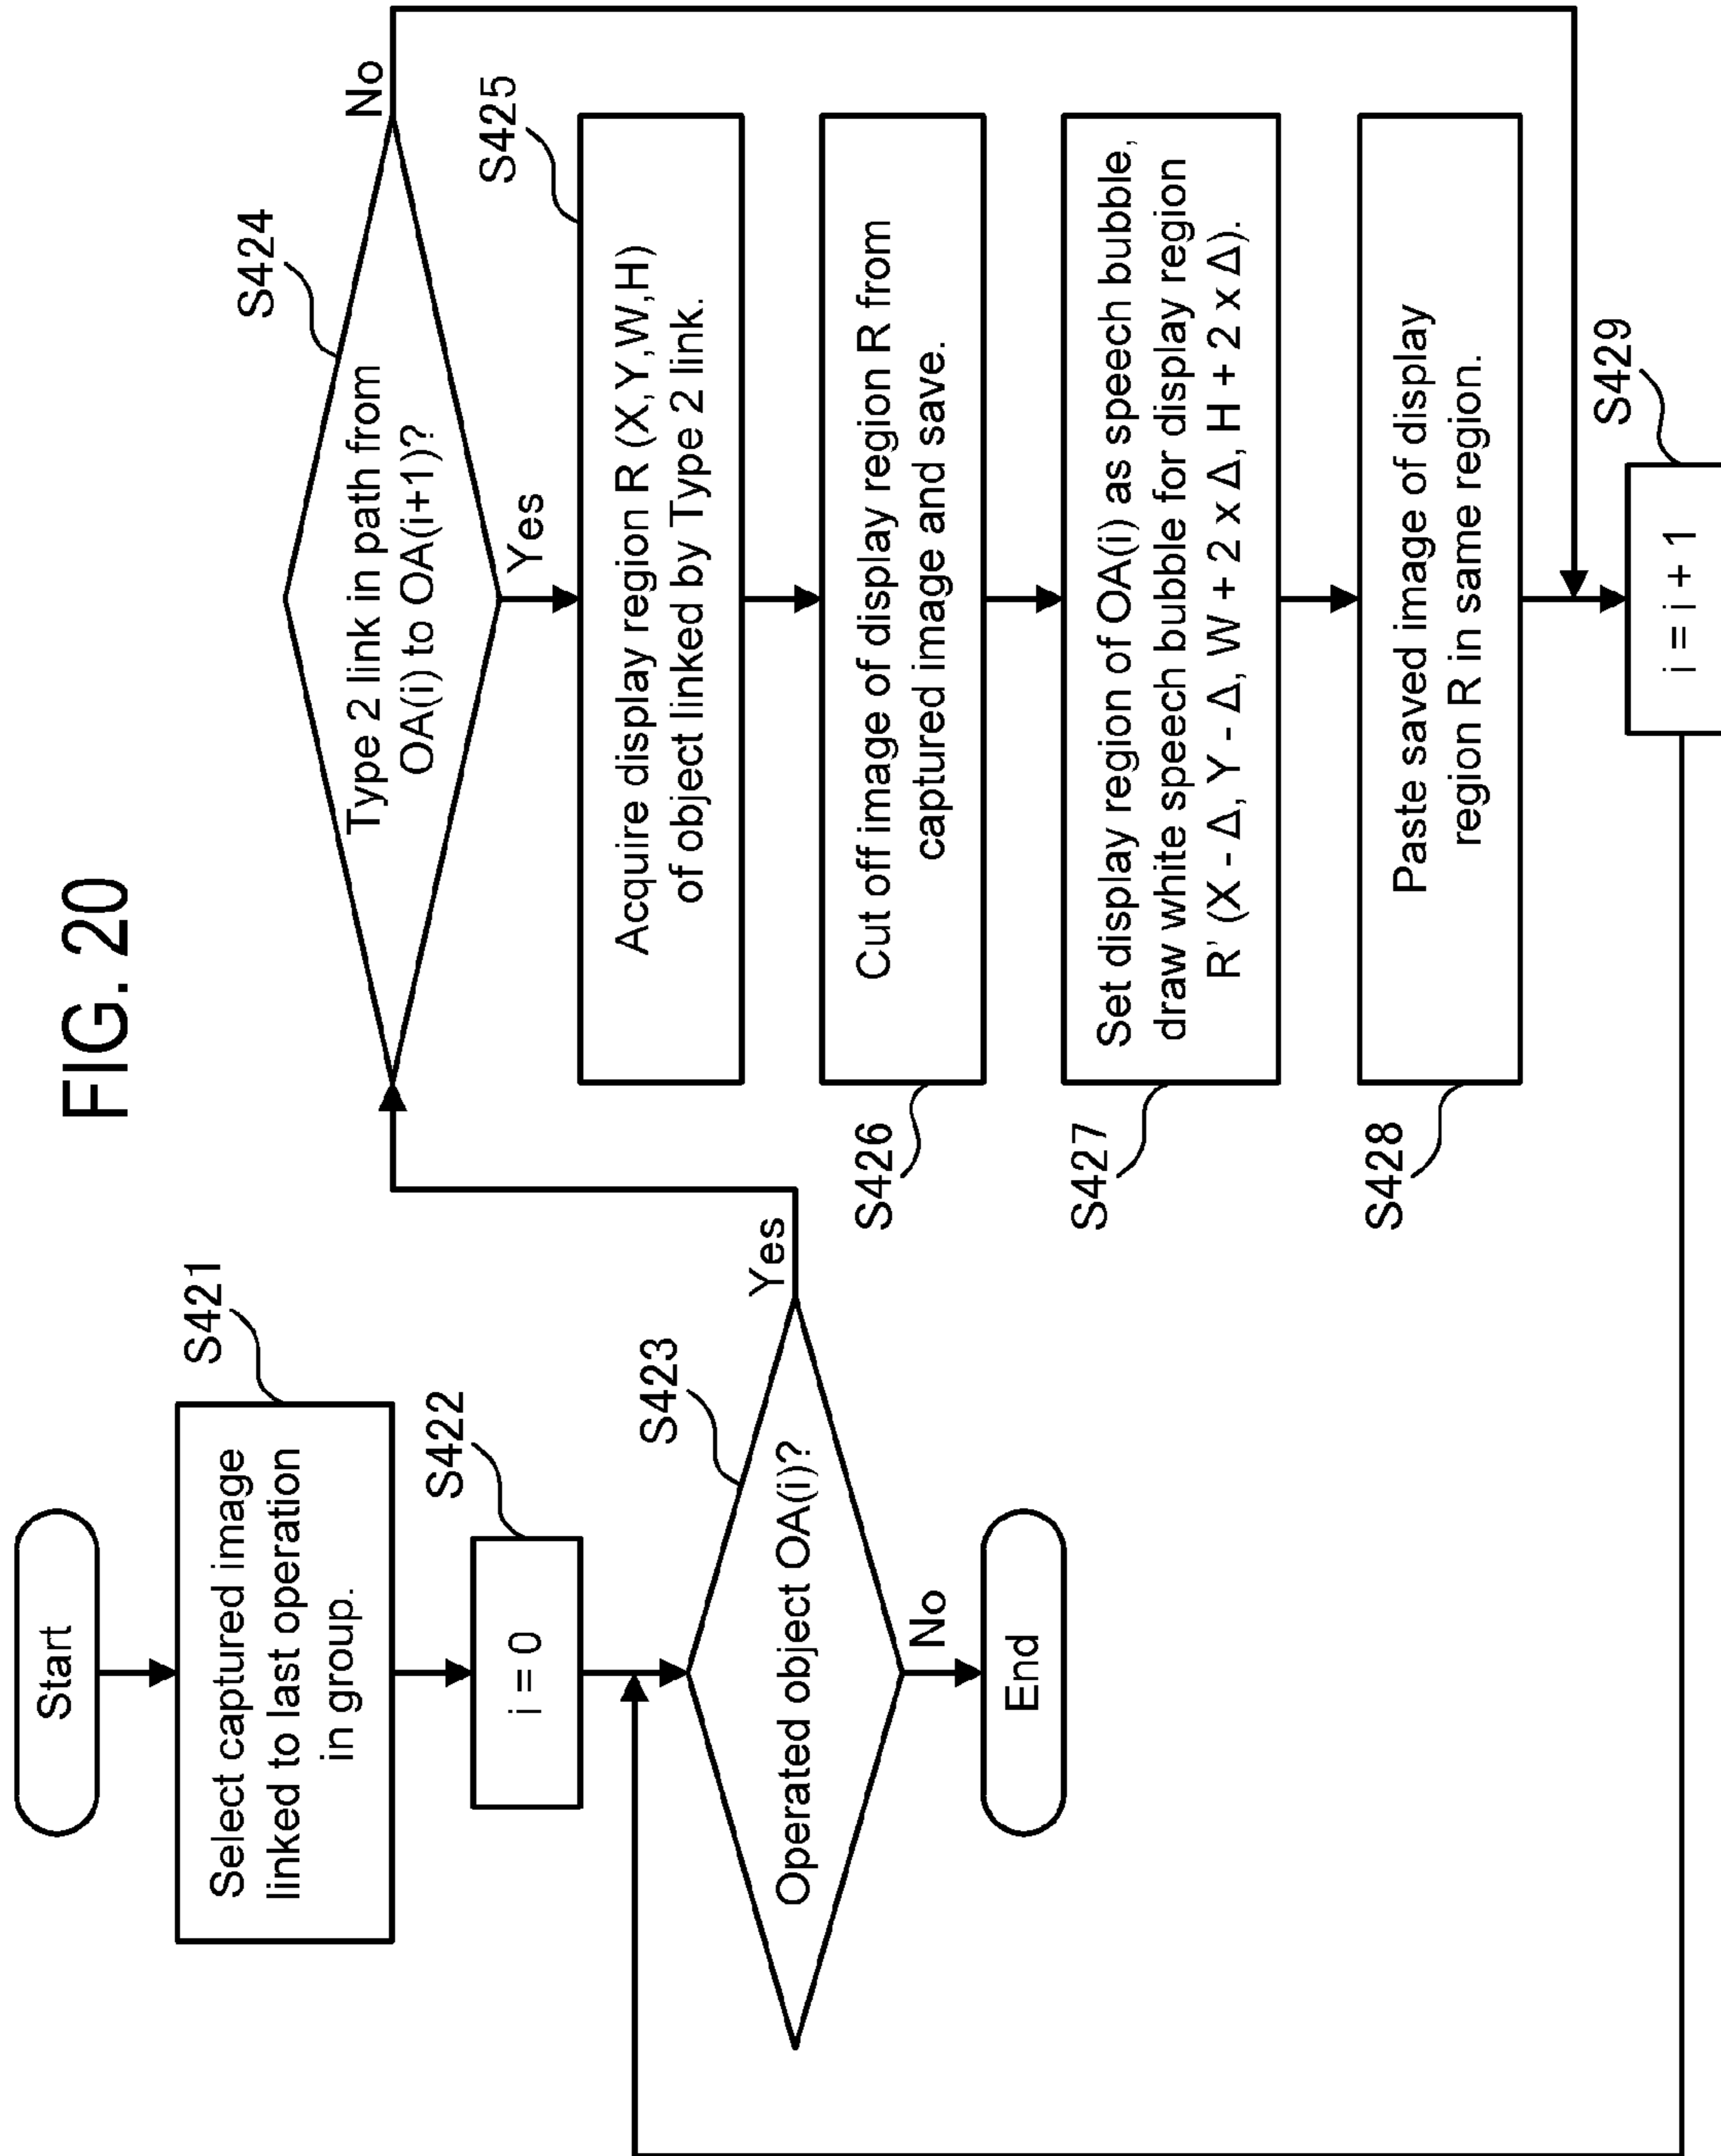 FIG. 20
Start
S421
Select captured image
linked to last operation
in group.
S422
i = 0
S423
Operated object OA(i)?
Yes
No
End
S424
Type 2 link in path from
OA(i) to OA(i+1)?
No
Yes
S425
Acquire display region R (X,Y,W,H)
of object linked by Type 2 link.
S426
Cut off image of display region R from
captured image and save.
S427
Set display region of OA(i) as speech bubble,
draw white speech bubble for display region
R' (X - Δ, Y - Δ, W + 2 x Δ, H + 2 x Δ).
S428
Paste saved image of display
region R in same region.
S429
i = i + 1